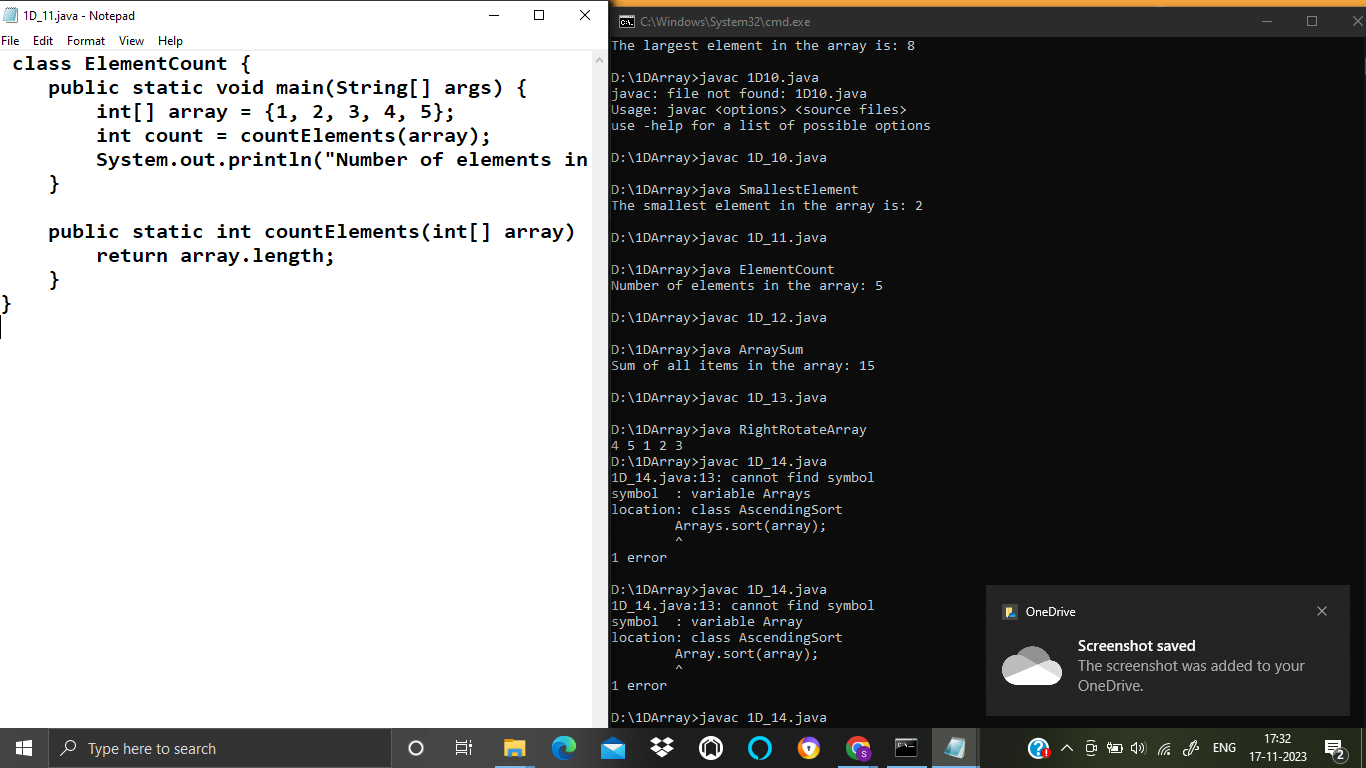 1D_11.java - Notepad
File Edit Format View Help
class ElementCount {
public static void main(String[] args) {
int[] array = {1, 2, 3, 4, 5};
int count = countElements(array);
System.out.println("Number of elements in
}
public static int countElements(int[] array)
return array.length;
}
}
C:\Windows\System32\cmd.exe
The largest element in the array is: 8
D:\1DArray>javac 1D10.java
javac: file not found: 1D10.java
Usage: javac <options> <source files>
use -help for a list of possible options
D:\1DArray>javac 1D_10.java
D:\1DArray>java SmallestElement
The smallest element in the array is: 2
D:\1DArray>javac 1D_11.java
D:\1DArray>java ElementCount
Number of elements in the array: 5
D:\1DArray>javac 1D_12.java
D:\1DArray>java ArraySum
Sum of all items in the array: 15
D:\1DArray>javac 1D_13.java
D:\1DArray>java RightRotateArray
4 5 1 2 3
D:\1DArray>javac 1D_14.java
1D_14.java:13: cannot find symbol
symbol  : variable Arrays
location: class AscendingSort
Arrays.sort(array);
^
1 error
D:\1DArray>javac 1D_14.java
1D_14.java:13: cannot find symbol
symbol  : variable Array
location: class AscendingSort
Array.sort(array);
^
1 error
D:\1DArray>javac 1D_14.java
OneDrive
Screenshot saved
The screenshot was added to your
OneDrive.
Type here to search
S
ENG
17:32
17-11-2023
2